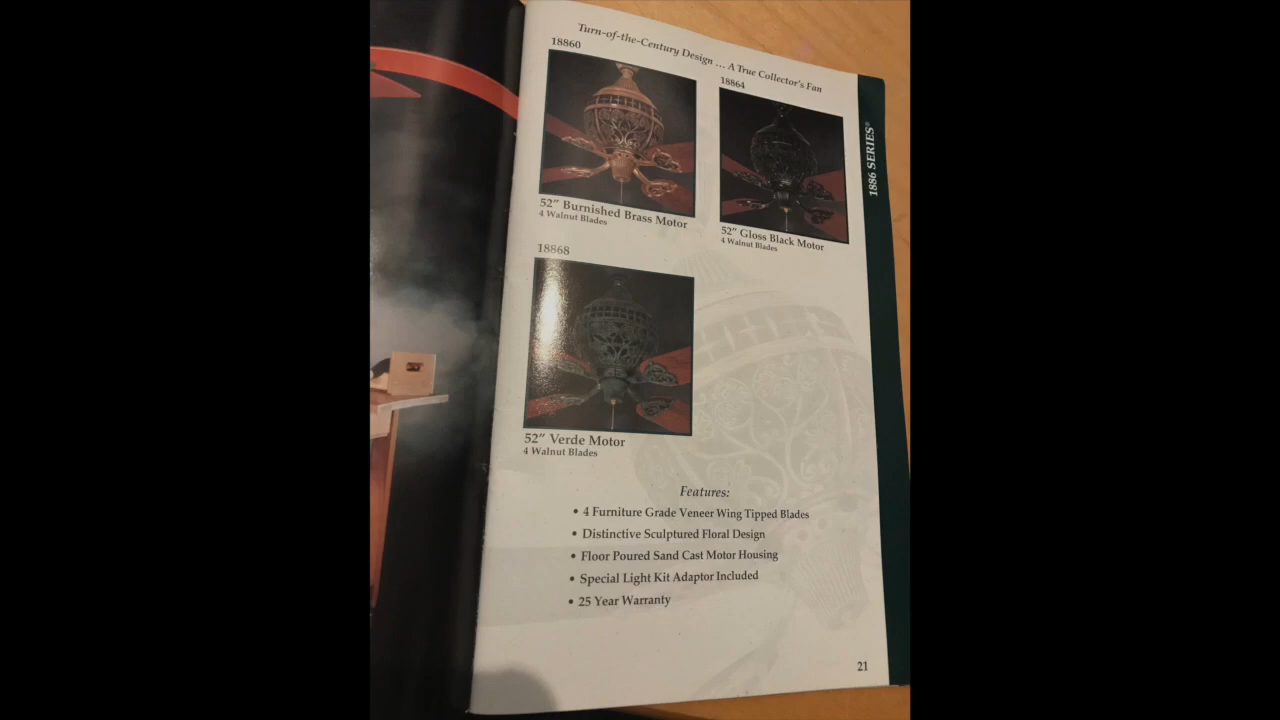 Turn-of-the-Century Design ... A True Collector's Fan
18860
18864
52" Burnished Brass Motor
4 Walnut Blades
52" Gloss Black Motor
4 Walnut Blades
18868
52" Verde Motor
4 Walnut Blades
Features:
• 4 Furniture Grade Veneer Wing Tipped Blades
• Distinctive Sculptured Floral Design
• Floor Poured Sand Cast Motor Housing
• Special Light Kit Adaptor Included
• 25 Year Warranty
1886 SERIES®
21